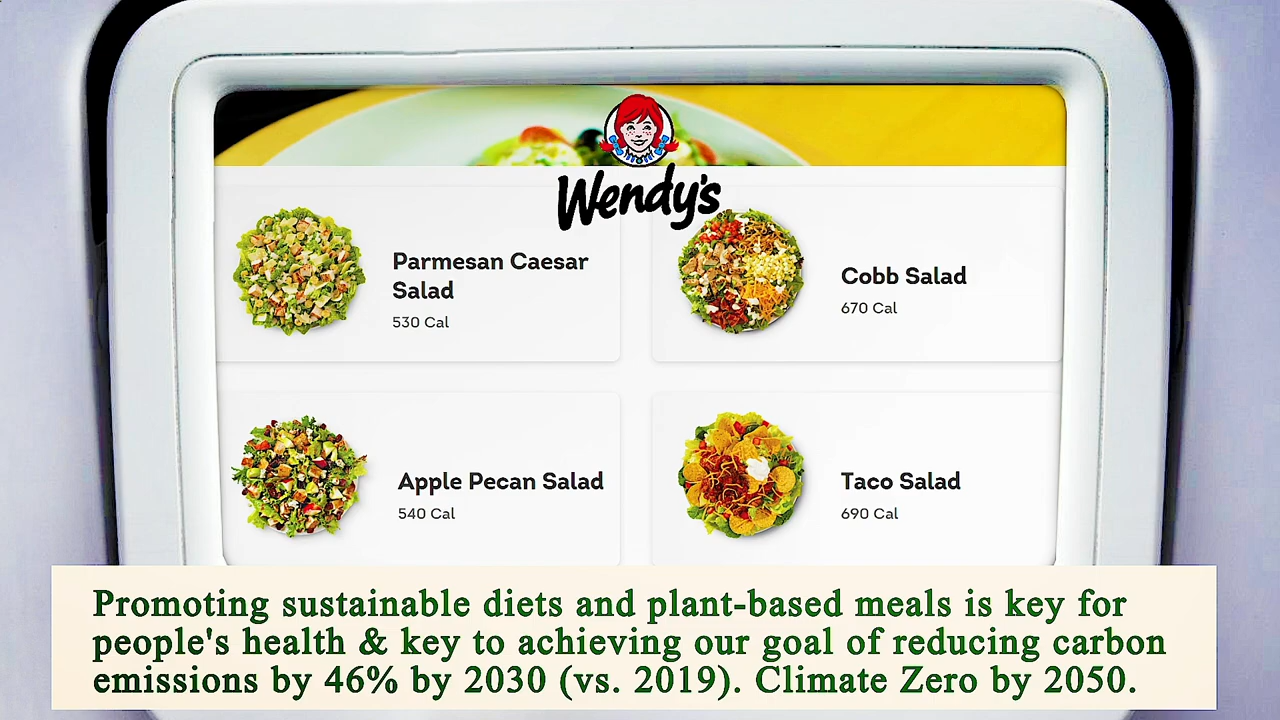 Wendy's
Parmesan Caesar
Salad
530 Cal
Cobb Salad
670 Cal
Apple Pecan Salad
540 Cal
Taco Salad
690 Cal
Promoting sustainable diets and plant-based meals is key for
people's health & key to achieving our goal of reducing carbon
emissions by 46% by 2030 (vs. 2019). Climate Zero by 2050.